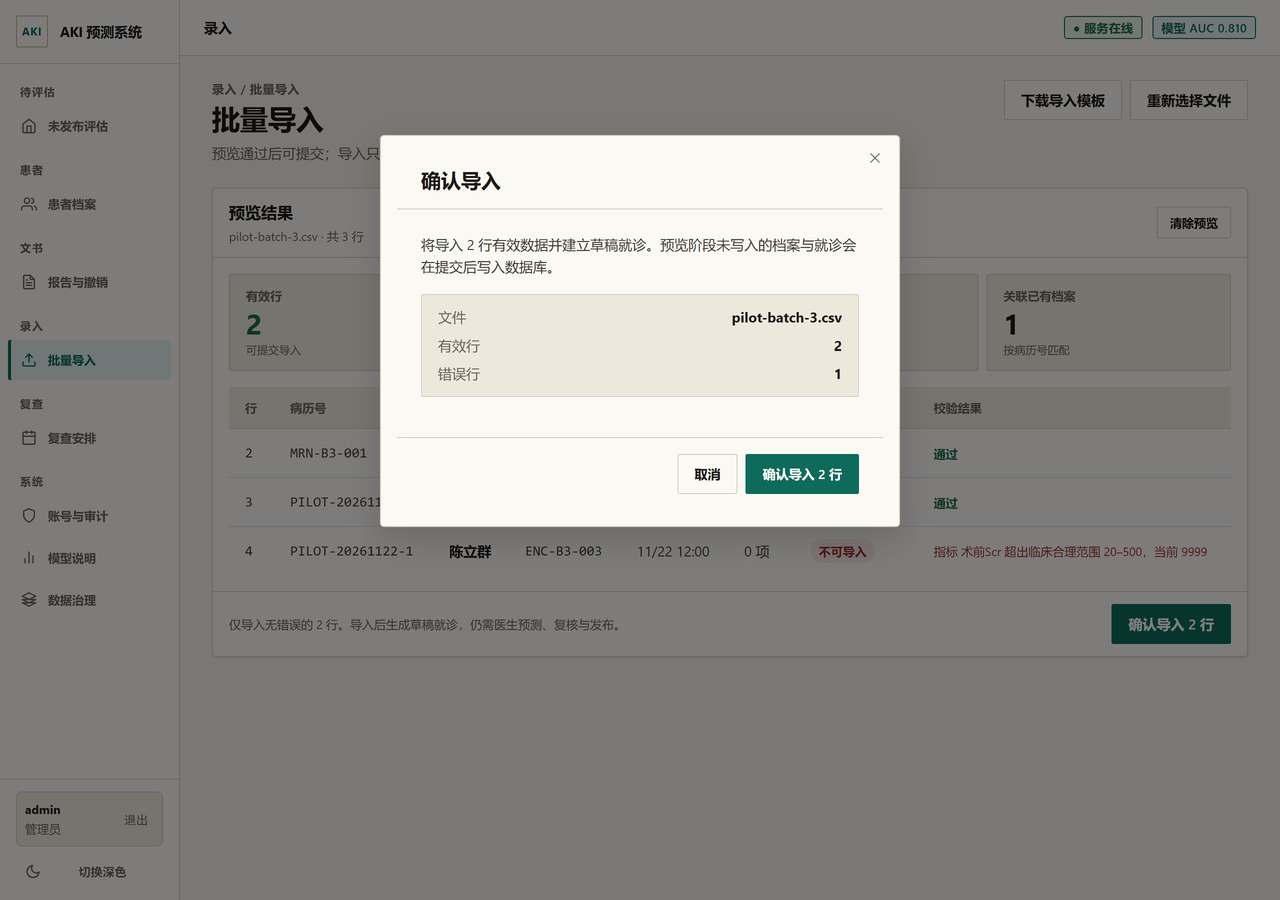 AKI AKI 预测系统
待评估
未发布评估
患者
患者档案
文书
报告与撤销
录入
批量导入
复查
复查安排
系统
账号与审计
模型说明
数据治理
admin
管理员
退出
切换深色
录入
服务在线
模型 AUC 0.810
录入 / 批量导入
批量导入
预览通过后可提交；导入只
下载导入模板
重新选择文件
预览结果
pilot-batch-3.csv · 共 3 行
清除预览
有效行
2
可提交导入
关联已有档案
1
按病历号匹配
行 病历号 校验结果
2 MRN-B3-001 通过
3 PILOT-202611 通过
4 PILOT-20261122-1 陈立群 ENC-B3-003 11/22 12:00 0 项 不可导入 指标 术前Scr 超出临床合理范围 20–500，当前 9999
仅导入无错误的 2 行。导入后生成草稿就诊，仍需医生预测、复核与发布。
确认导入 2 行
确认导入
将导入 2 行有效数据并建立草稿就诊。预览阶段未写入的档案与就诊会
在提交后写入数据库。
文件 pilot-batch-3.csv
有效行 2
错误行 1
取消
确认导入 2 行